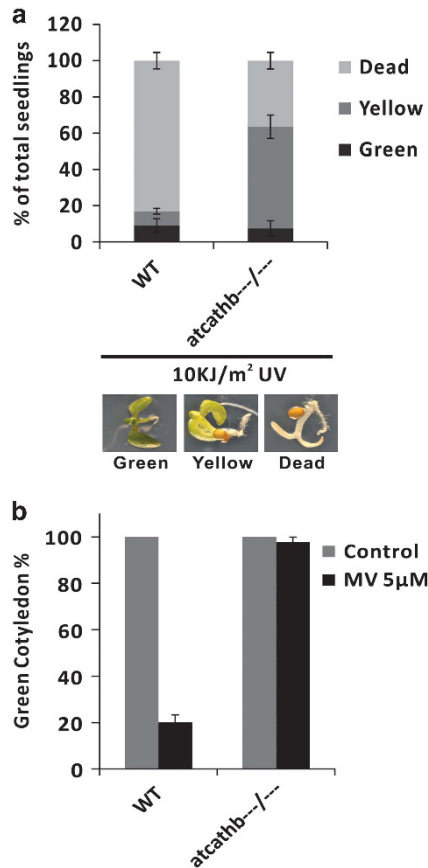 a
% of total seedlings
120
100
80
60
40
20
0
Dead
Yellow
Green
WT
atcathb---/---
10KJ/m² UV
Green Yellow Dead
b
Green Cotyledon %
100
80
60
40
20
0
Control
MV 5μM
WT
atcathb---/---